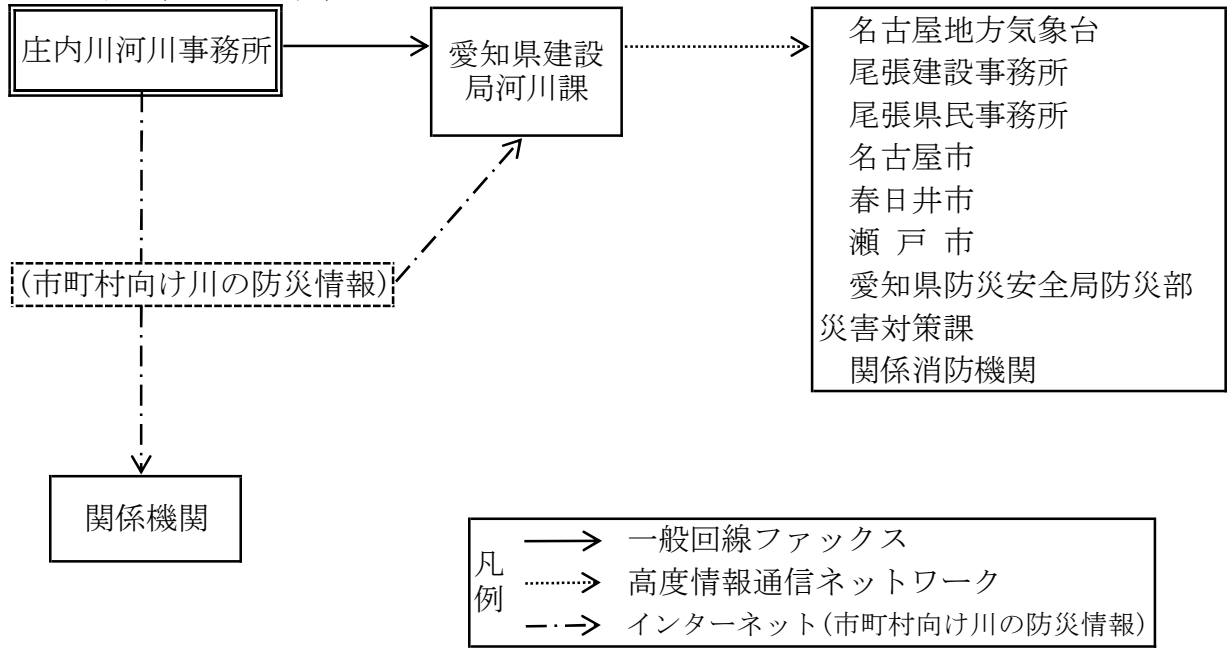 庄内川河川事務所
愛知県建設
局河川課
名古屋地方気象台
尾張建設事務所
尾張県民事務所
名古屋市
春日井市
瀬 戸 市
愛知県防災安全局防災部
災害対策課
関係消防機関
(市町村向け川の防災情報)
関係機関
凡例
一般回線ファックス
高度情報通信ネットワーク
インターネット(市町村向け川の防災情報)